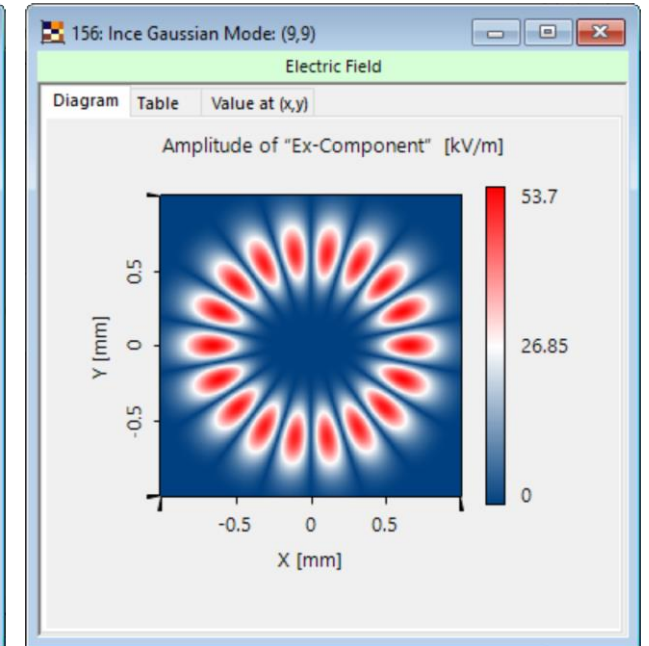 156: Ince Gaussian Mode: (9,9)
Electric Field
Diagram Table Value at (x,y)
Amplitude of "Ex-Component" [kV/m]
53.7
0.5
Y [mm]
0
26.85
-0.5
0
-0.5 0 0.5
X [mm]